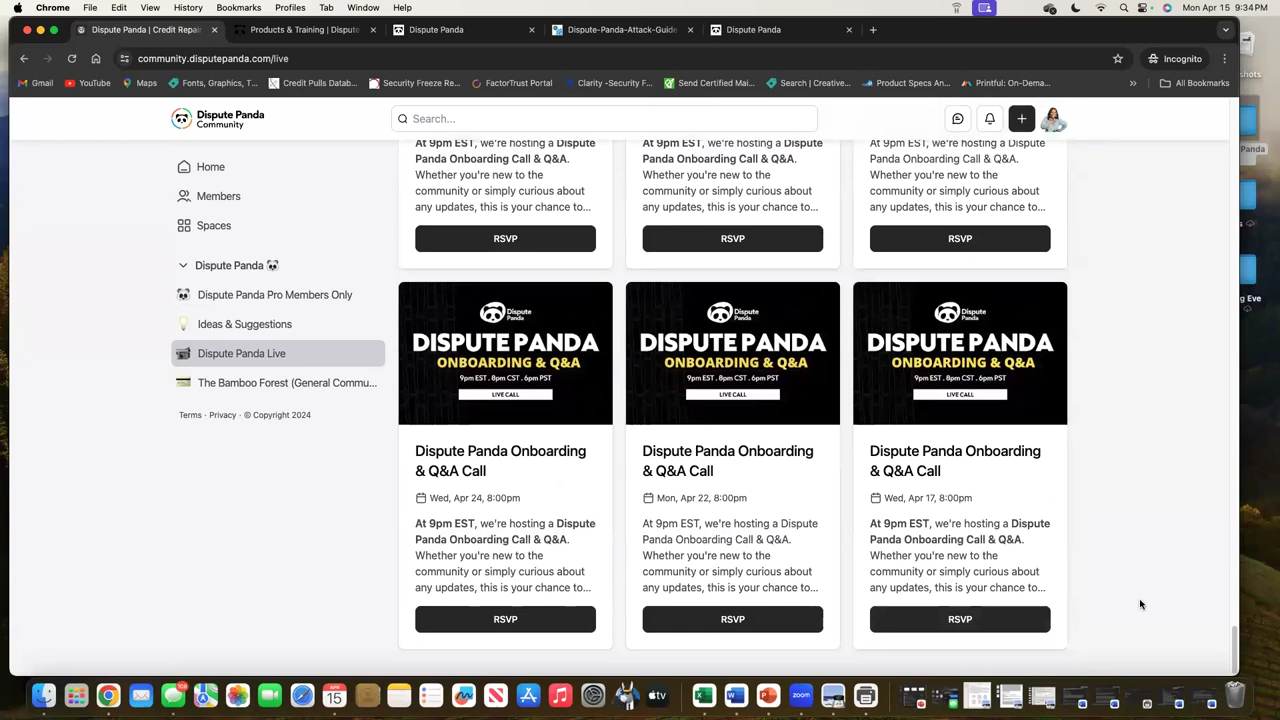 Chrome File Edit View History Bookmarks Profiles Tab Window Help Mon Apr 15 9:34 PM
Dispute Panda | Credit Repai Products & Training | Dispute Dispute Panda Dispute-Panda-Attack-Guide Dispute Panda
community.disputepanda.com/live Incognito
Gmail YouTube Maps Fonts, Graphics, T... Credit Pulls Datab... Security Freeze Re... FactorTrust Portal Clarity -Security F... Send Certified Mai... Search | Creative... Product Specs An... Printful: On-Dema... All Bookmarks
Dispute Panda
Community
Search...
Home
Members
Spaces
Dispute Panda
Dispute Panda Pro Members Only
Ideas & Suggestions
Dispute Panda Live
The Bamboo Forest (General Commu...
Terms · Privacy · © Copyright 2024
At 9pm EST, we're hosting a Dispute
Panda Onboarding Call & Q&A.
Whether you're new to the
community or simply curious about
any updates, this is your chance to...
RSVP
At 9pm EST, we're hosting a Dispute
Panda Onboarding Call & Q&A.
Whether you're new to the
community or simply curious about
any updates, this is your chance to...
RSVP
At 9pm EST, we're hosting a Dispute
Panda Onboarding Call & Q&A.
Whether you're new to the
community or simply curious about
any updates, this is your chance to...
RSVP
Dispute
Panda
DISPUTE PANDA
ONBOARDING & Q&A
9pm EST . 8pm CST . 6pm PST
LIVE CALL
Dispute Panda Onboarding
& Q&A Call
Wed, Apr 24, 8:00pm
At 9pm EST, we're hosting a Dispute
Panda Onboarding Call & Q&A.
Whether you're new to the
community or simply curious about
any updates, this is your chance to...
RSVP
Dispute
Panda
DISPUTE PANDA
ONBOARDING & Q&A
9pm EST . 8pm CST . 6pm PST
LIVE CALL
Dispute Panda Onboarding
& Q&A Call
Mon, Apr 22, 8:00pm
At 9pm EST, we're hosting a Dispute
Panda Onboarding Call & Q&A.
Whether you're new to the
community or simply curious about
any updates, this is your chance to...
RSVP
Dispute
Panda
DISPUTE PANDA
ONBOARDING & Q&A
9pm EST . 8pm CST . 6pm PST
LIVE CALL
Dispute Panda Onboarding
& Q&A Call
Wed, Apr 17, 8:00pm
At 9pm EST, we're hosting a Dispute
Panda Onboarding Call & Q&A.
Whether you're new to the
community or simply curious about
any updates, this is your chance to...
RSVP
shots
Panda
g Eve
APR
15
tv
zoom